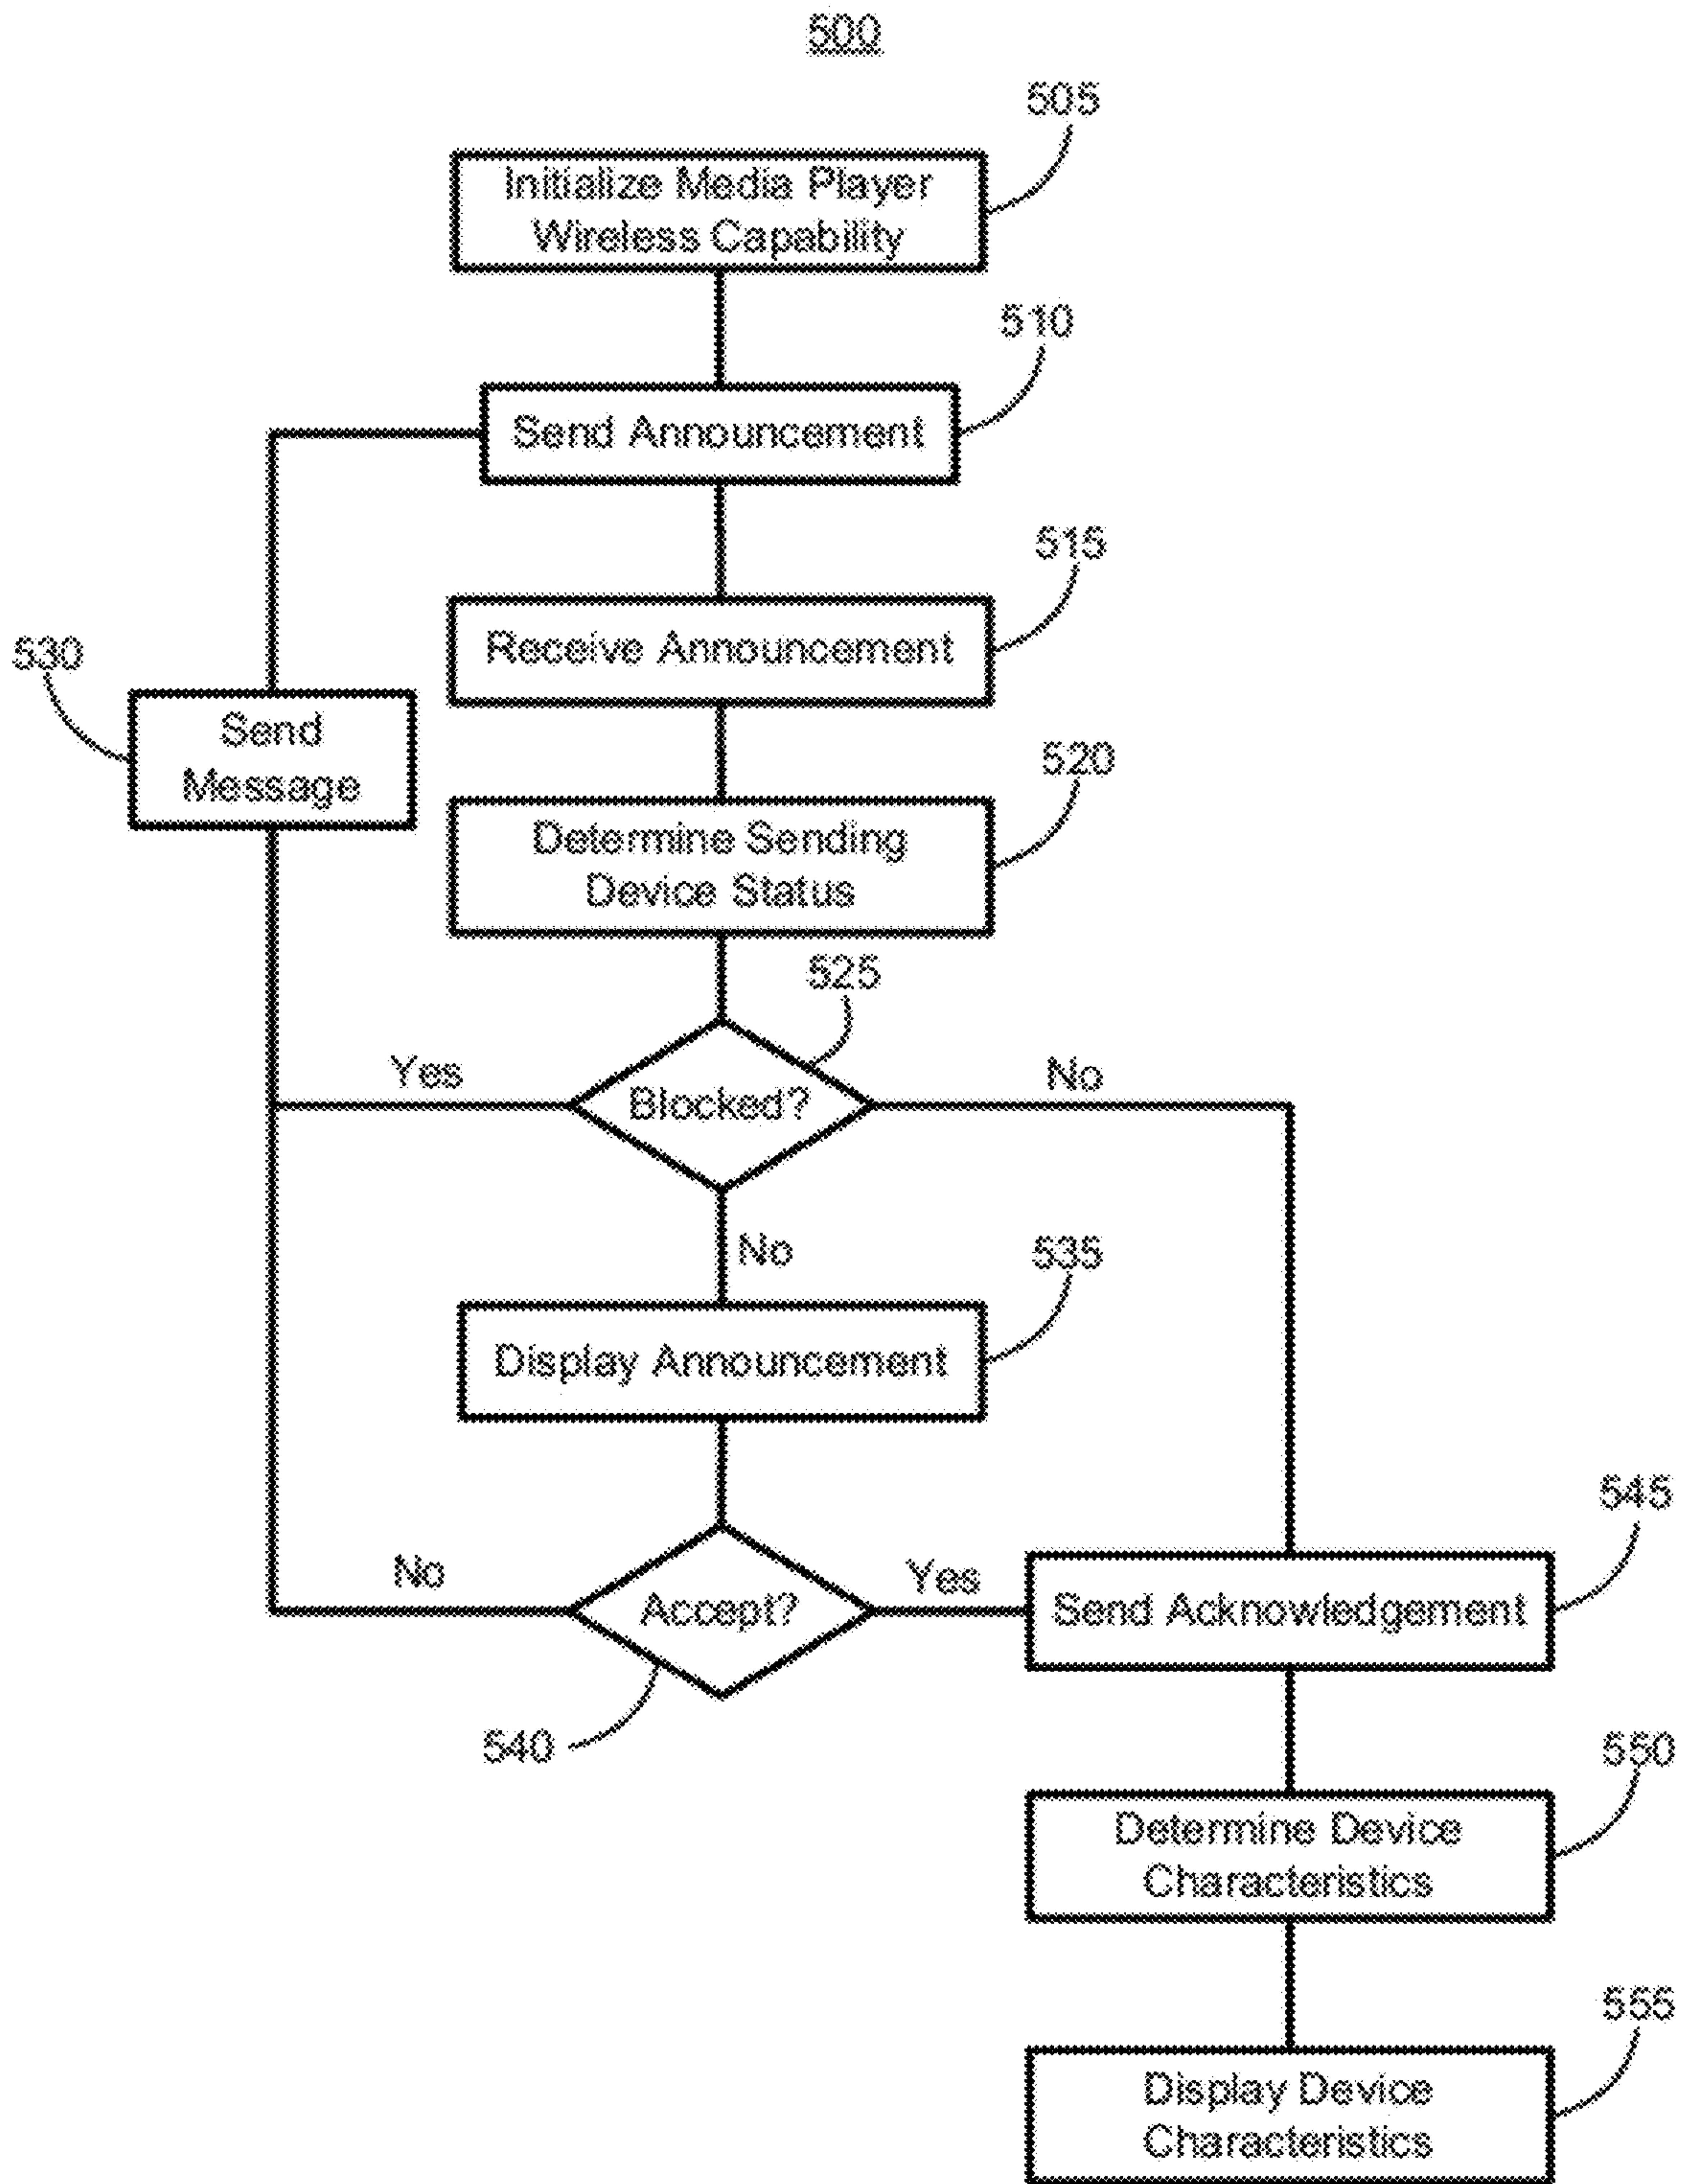 500
505
Initialize Media Player
Wireless Capability
510
Send Announcement
515
Receive Announcement
530
Send
Message
520
Determine Sending
Device Status
525
Yes
No
Blocked?
No
535
Display Announcement
545
No
Yes
Accept?
Send Acknowledgement
540
550
Determine Device
Characteristics
555
Display Device
Characteristics